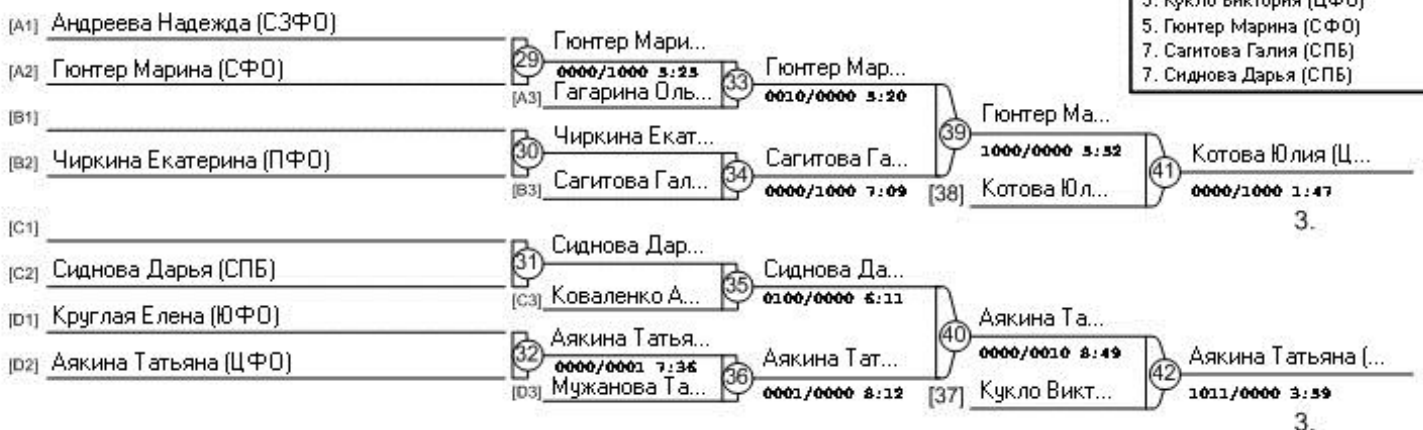 5. Кукло Виктория (ЦФО)
5. Гюнтер Марина (СФО)
7. Сагитова Галия (СПБ)
7. Сиднова Дарья (СПБ)
[A1] Андреева Надежда (СЗФО)
[A2] Гюнтер Марина (СФО)
[B1]
[B2] Чиркина Екатерина (ПФО)
[C1]
[C2] Сиднова Дарья (СПБ)
[D1] Круглая Елена (ЮФО)
[D2] Аякина Татьяна (ЦФО)
29
Гюнтер Мари...
0000/1000 3:23
[A3] Гагарина Оль...
30
Чиркина Екат...
[B3] Сагитова Гал...
31
Сиднова Дар...
[C3] Коваленко А...
32
Аякина Татья...
0000/0001 7:36
[D3] Мужанова Та...
33
Гюнтер Мар...
0010/0000 5:20
34
Сагитова Га...
0000/1000 7:09
35
Сиднова Да...
0100/0000 6:11
36
Аякина Тат...
0001/0000 8:12
39
Гюнтер Ма...
1000/0000 3:32
[38] Котова Юл...
40
Аякина Та...
0000/0010 8:49
[37] Кукло Викт...
41
Котова Юлия (Ц...
0000/1000 1:47
3.
42
Аякина Татьяна (...
1011/0000 3:59
3.